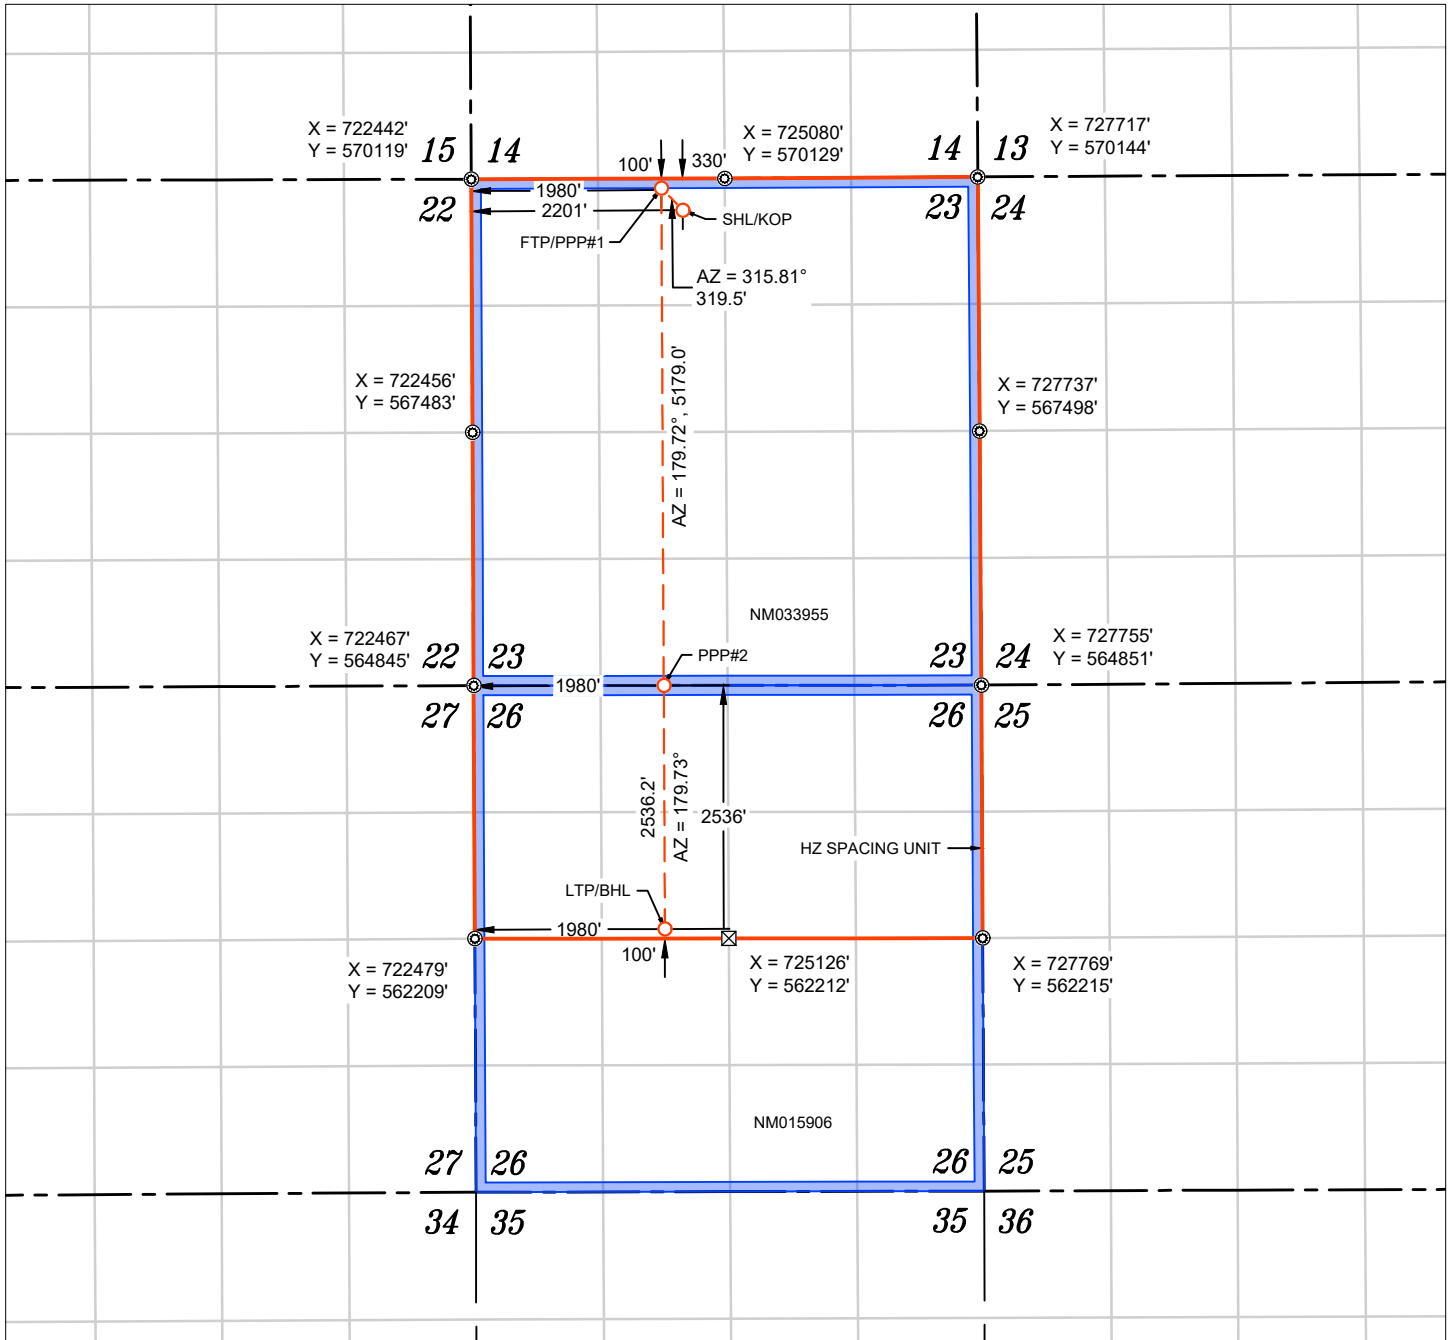 X = 722442'
Y = 570119'
15
14
100'
330'
X = 725080'
Y = 570129'
14
13
X = 727717'
Y = 570144'
22
1980'
2201'
SHL/KOP
FTP/PPP#1
23
24
AZ = 315.81°
319.5'
AZ = 179.72°, 5179.0'
X = 722456'
Y = 567483'
X = 727737'
Y = 567498'
NM033955
X = 722467'
Y = 564845'
22
23
PPP#2
23
24
X = 727755'
Y = 564851'
1980'
27
26
26
25
2536.2'
AZ = 179.73°
2536'
HZ SPACING UNIT
LTP/BHL
1980'
100'
X = 722479'
Y = 562209'
X = 725126'
Y = 562212'
X = 727769'
Y = 562215'
NM015906
27
26
26
25
34
35
35
36